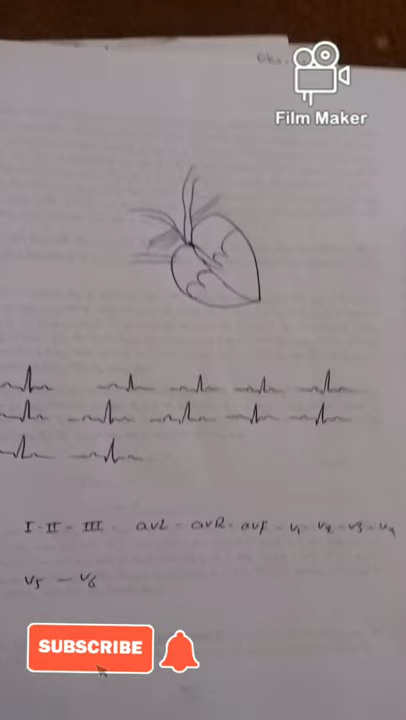 Film Maker
I - II - III - avL - avR - avF - V1 - V2 - V3 - V4
V5 - V6
SUBSCRIBE